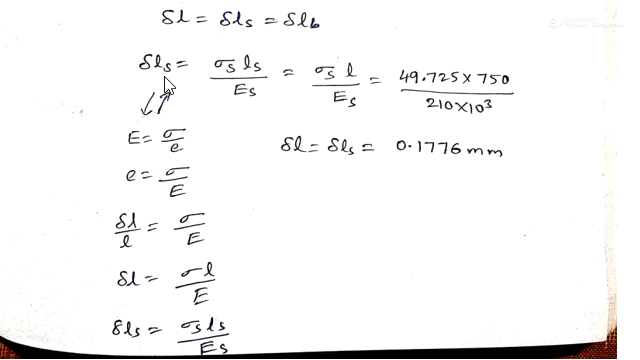 δl = δls = δlb
δls = σs ls / Es = σs l / Es = 49.725 × 750 / 210×10³
E = σ/e
δl = δls = 0.1776 mm
e = σ/E
δl/l = σ/E
δl = σl/E
δls = σs ls / Es